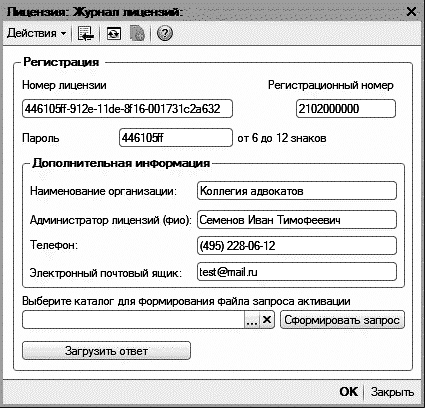 Лицензия: Журнал лицензий:
Действия
Регистрация
Номер лицензии Регистрационный номер
446105ff-912e-11de-8f16-001731c2a632 2102000000
Пароль 446105ff от 6 до 12 знаков
Дополнительная информация
Наименование организации: Коллегия адвокатов
Администратор лицензий (фио): Семенов Иван Тимофеевич
Телефон: (495) 228-06-12
Электронный почтовый ящик: test@mail.ru
Выберите каталог для формирования файла запроса активации
... Сформировать запрос
Загрузить ответ
OK Закрыть